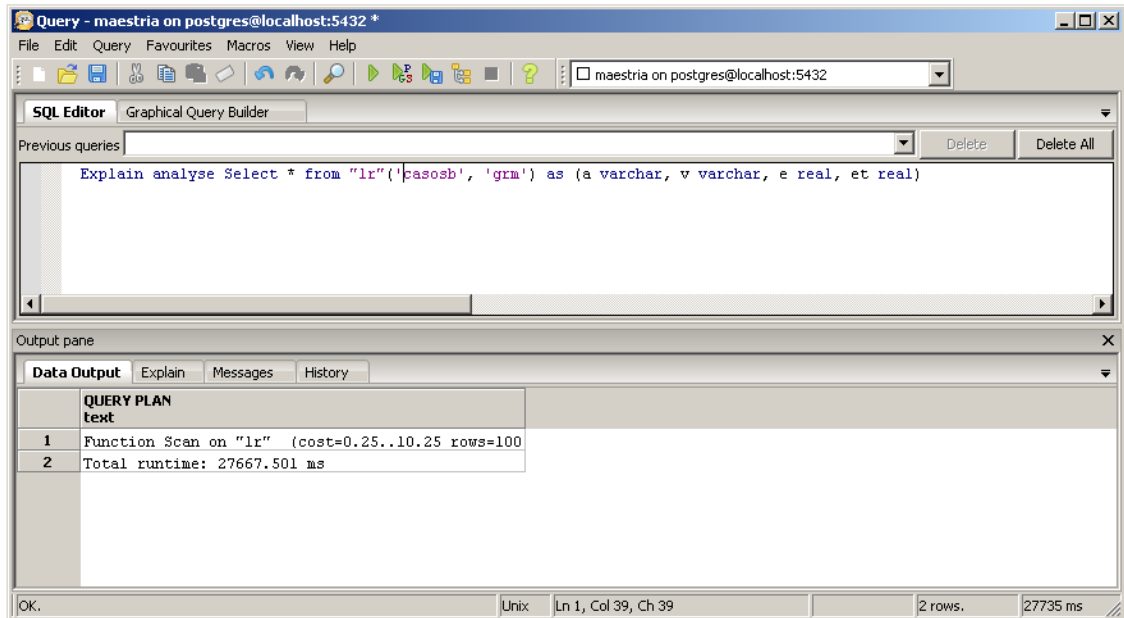 Query - maestria on postgres@localhost:5432 *
File Edit Query Favourites Macros View Help
maestria on postgres@localhost:5432
SQL Editor Graphical Query Builder
Previous queries Delete Delete All
Explain analyse Select * from "lr"('casosb', 'grm') as (a varchar, v varchar, e real, et real)
Output pane
Data Output Explain Messages History
QUERY PLAN
text
1 Function Scan on "lr" (cost=0.25..10.25 rows=100
2 Total runtime: 27667.501 ms
OK. Unix Ln 1, Col 39, Ch 39 2 rows. 27735 ms